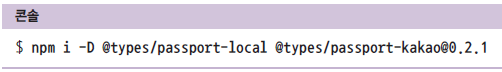 콘솔
$ npm i -D @types/passport-local @types/passport-kakao@0.2.1